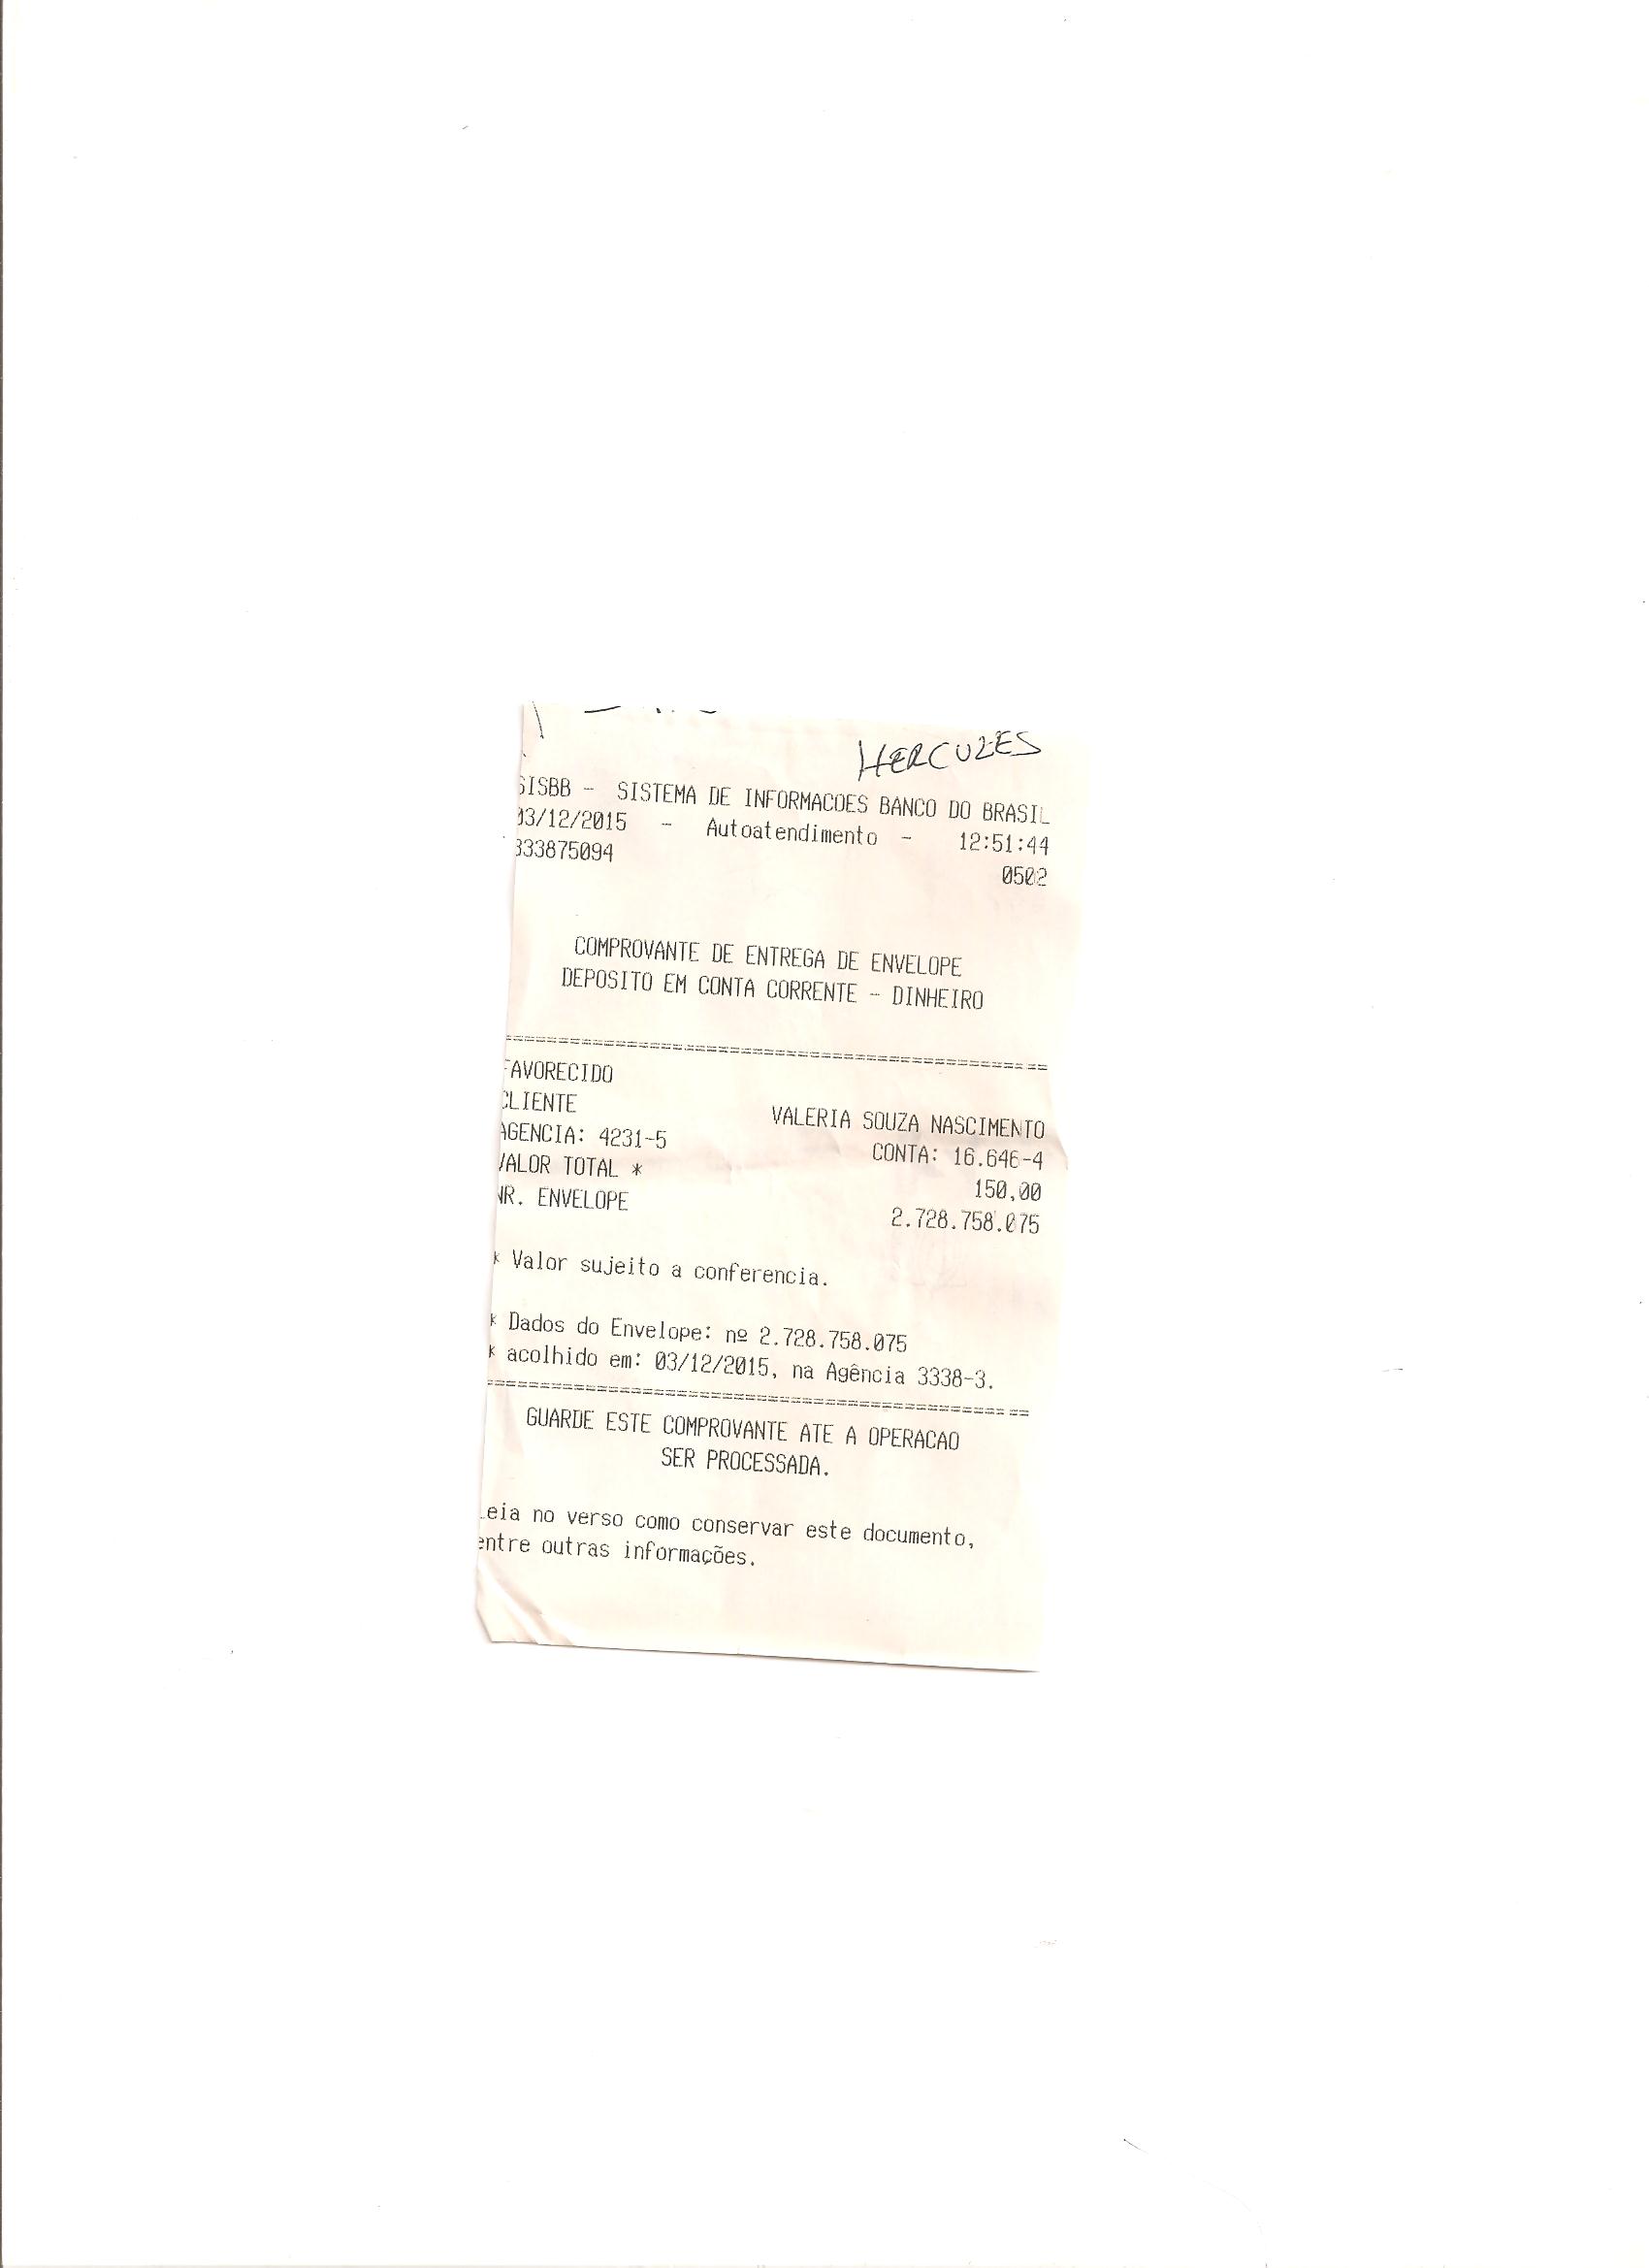 HERCULES
SISBB - SISTEMA DE INFORMACOES BANCO DO BRASIL
03/12/2015 - Autoatendimento - 12:51:44
333875094 0502
COMPROVANTE DE ENTREGA DE ENVELOPE
DEPOSITO EM CONTA CORRENTE - DINHEIRO
================================================
FAVORECIDO
CLIENTE VALERIA SOUZA NASCIMENTO
AGENCIA: 4231-5 CONTA: 16.646-4
VALOR TOTAL * 150,00
NR. ENVELOPE 2.728.758.075
* Valor sujeito a conferencia.
* Dados do Envelope: nº 2.728.758.075
* acolhido em: 03/12/2015, na Agência 3338-3.
================================================
GUARDE ESTE COMPROVANTE ATE A OPERACAO
SER PROCESSADA.
Leia no verso como conservar este documento,
entre outras informações.